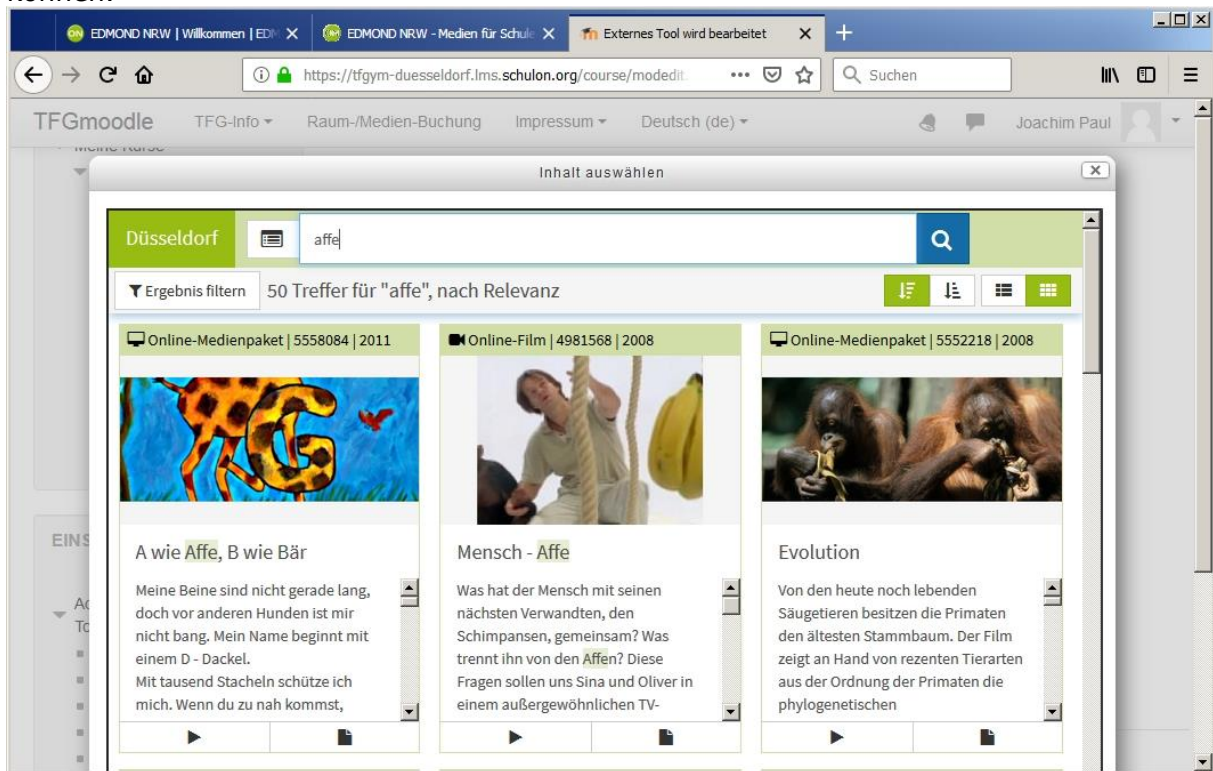 können.
EDMOND NRW | Willkommen | EDM
EDMOND NRW - Medien für Schule
Externes Tool wird bearbeitet
https://tfgym-duesseldorf.lms.schulon.org/course/modedit.
Suchen
TFGmoodle
TFG-Info
Raum-/Medien-Buchung
Impressum
Deutsch (de)
Joachim Paul
Meine Kurse
Inhalt auswählen
Düsseldorf
affe
Ergebnis filtern
50 Treffer für "affe", nach Relevanz
Online-Medienpaket | 5558084 | 2011
A wie Affe, B wie Bär
Meine Beine sind nicht gerade lang,
doch vor anderen Hunden ist mir
nicht bang. Mein Name beginnt mit
einem D - Dackel.
Mit tausend Stacheln schütze ich
mich. Wenn du zu nah kommst,
Online-Film | 4981568 | 2008
Mensch - Affe
Was hat der Mensch mit seinen
nächsten Verwandten, den
Schimpansen, gemeinsam? Was
trennt ihn von den Affen? Diese
Fragen sollen uns Sina und Oliver in
einem außergewöhnlichen TV-
Online-Medienpaket | 5552218 | 2008
Evolution
Von den heute noch lebenden
Säugetieren besitzen die Primaten
den ältesten Stammbaum. Der Film
zeigt an Hand von rezenten Tierarten
aus der Ordnung der Primaten die
phylogenetischen
EINS